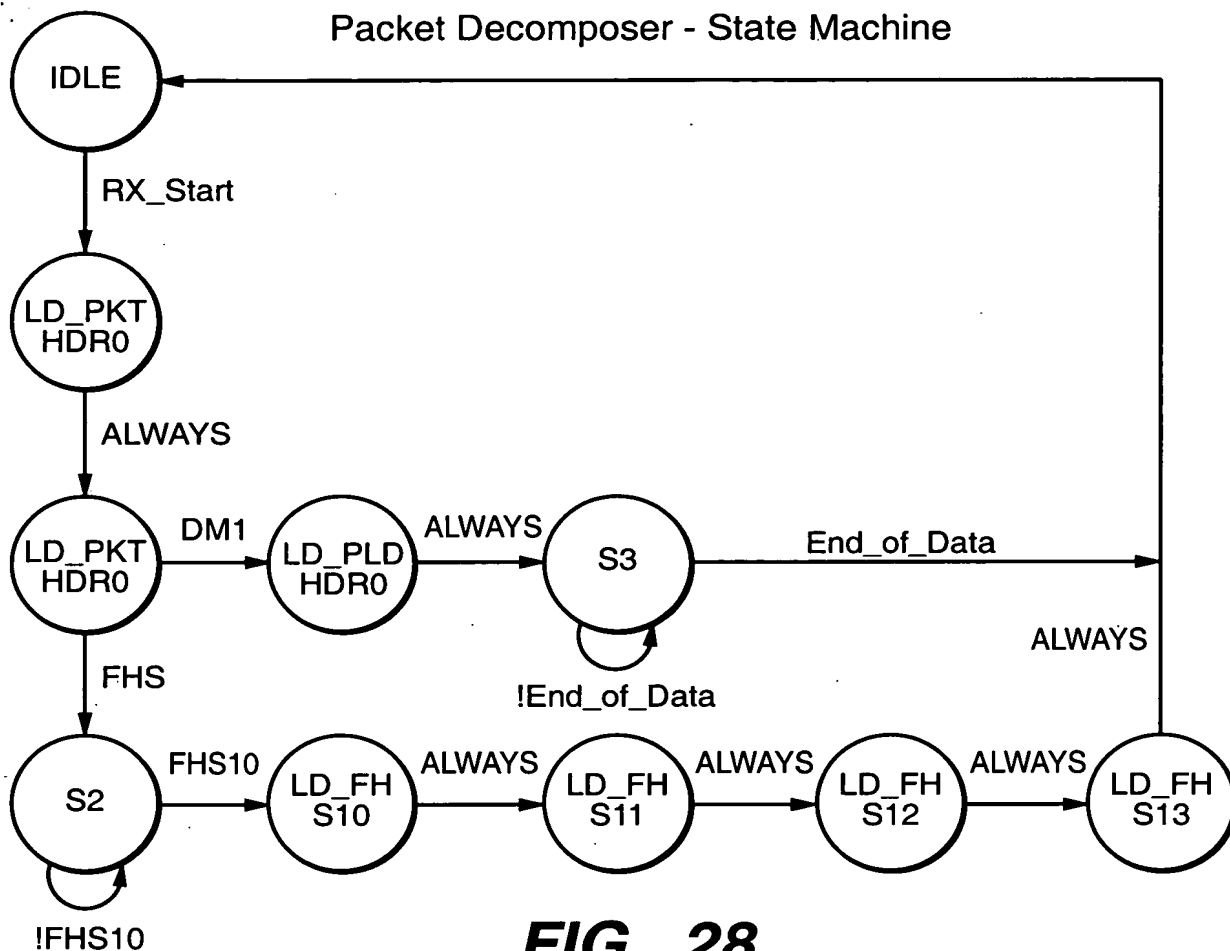 Packet Decomposer - State Machine
IDLE
RX_Start
LD_PKT
HDR0
ALWAYS
LD_PKT
HDR0
DM1
LD_PLD
HDR0
ALWAYS
S3
End_of_Data
!End_of_Data
ALWAYS
FHS
S2
!FHS10
FHS10
LD_FH
S10
ALWAYS
LD_FH
S11
ALWAYS
LD_FH
S12
ALWAYS
LD_FH
S13
FIG._28